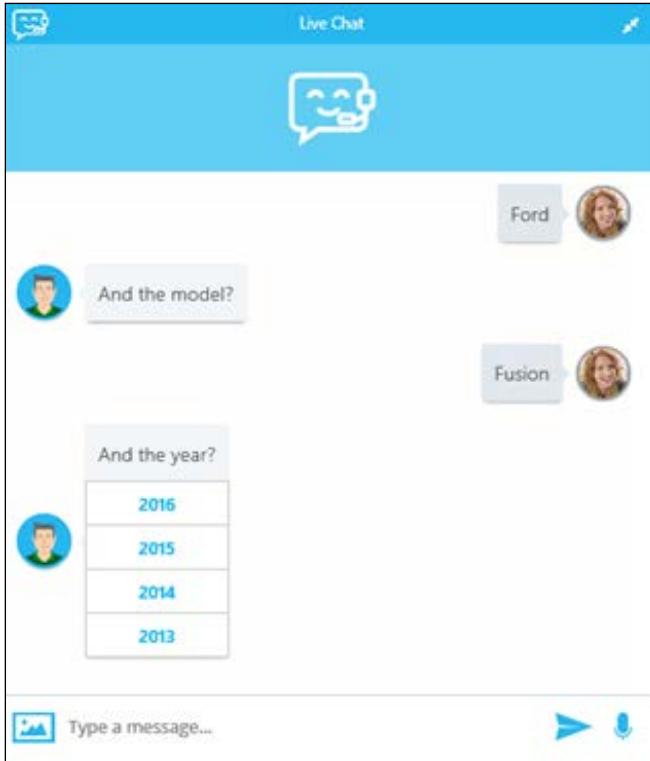 Live Chat
Ford
And the model?
Fusion
And the year?
2016
2015
2014
2013
Type a message...